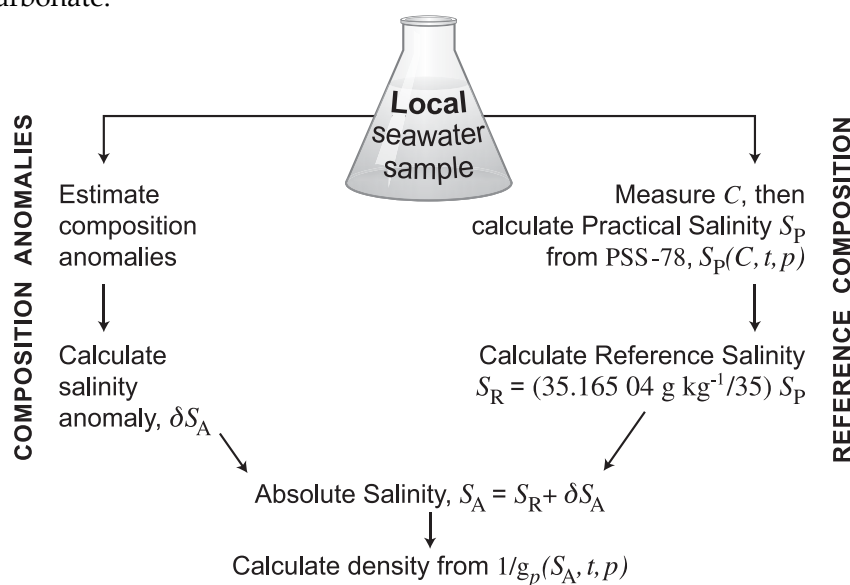 arbonate.
Local
seawater
sample
COMPOSITION ANOMALIES
Estimate
composition
anomalies
Calculate
salinity
anomaly, δS_A
Measure C, then
calculate Practical Salinity S_P
from PSS-78, S_P(C, t, p)
Calculate Reference Salinity
S_R = (35.165 04 g kg⁻¹/35) S_P
REFERENCE COMPOSITION
Absolute Salinity, S_A = S_R + δS_A
Calculate density from 1/g_p(S_A, t, p)